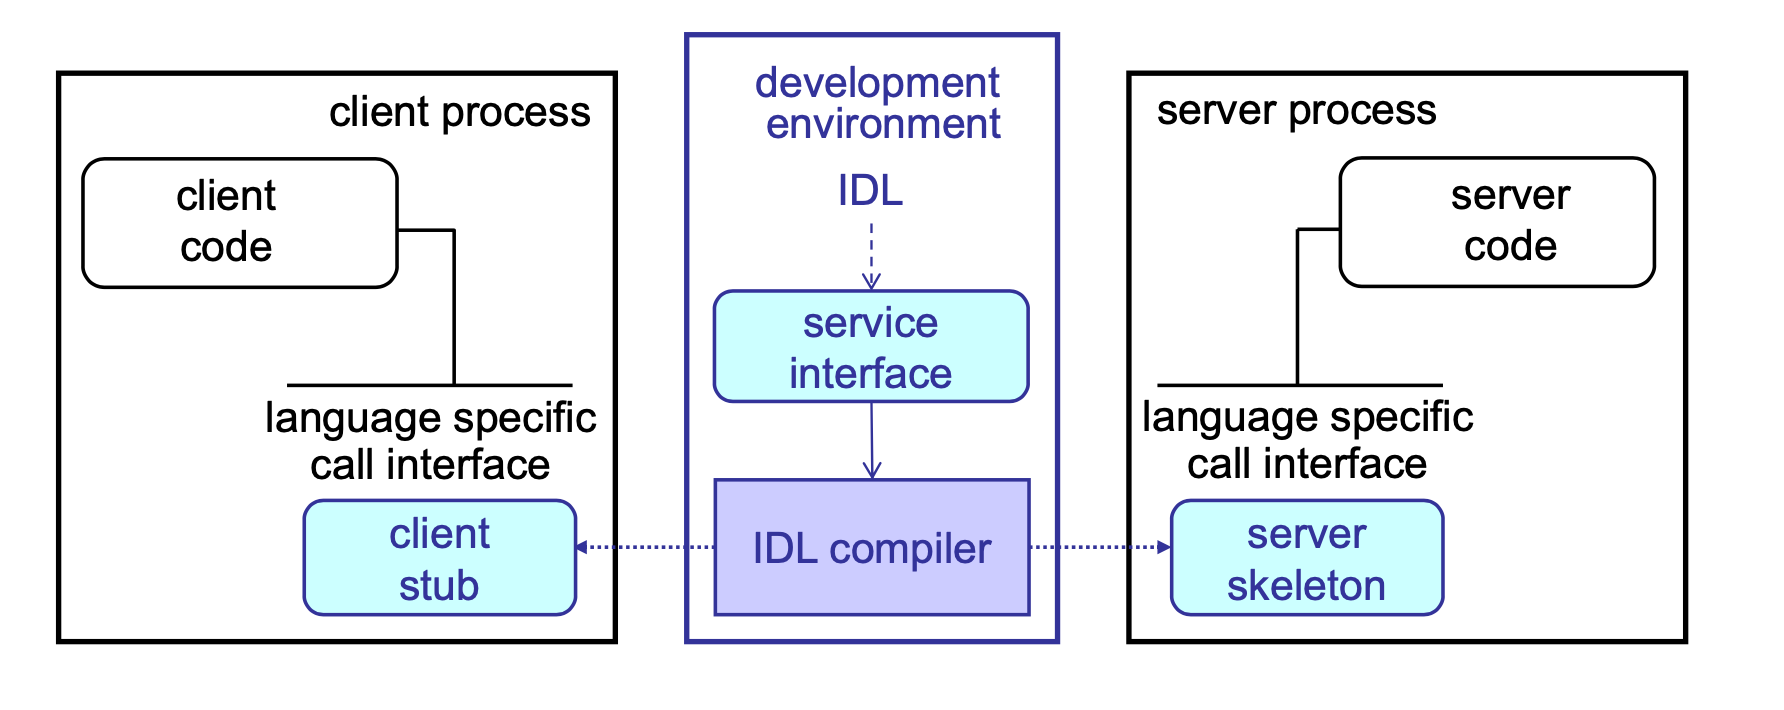 client process
client
code
language specific
call interface
client
stub
development
environment
IDL
service
interface
IDL compiler
server process
server
code
language specific
call interface
server
skeleton